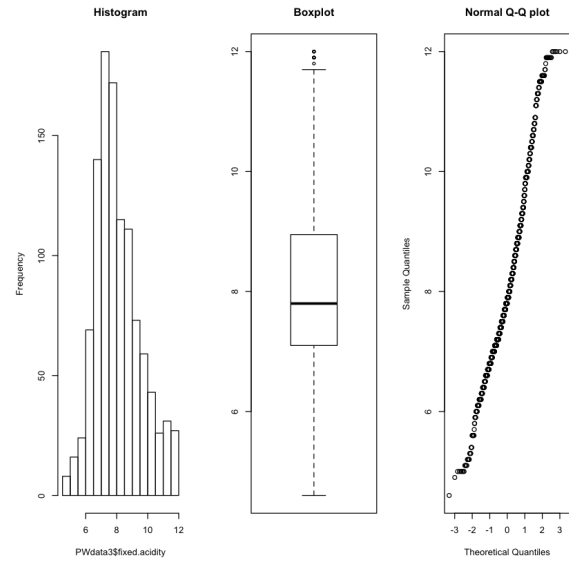 Histogram
Frequency
0
50
100
150
6 8 10 12
PWdata3$fixed.acidity
Boxplot
6
8
10
12
Normal Q-Q plot
Sample Quantiles
6
8
10
12
-3 -2 -1 0 1 2 3
Theoretical Quantiles